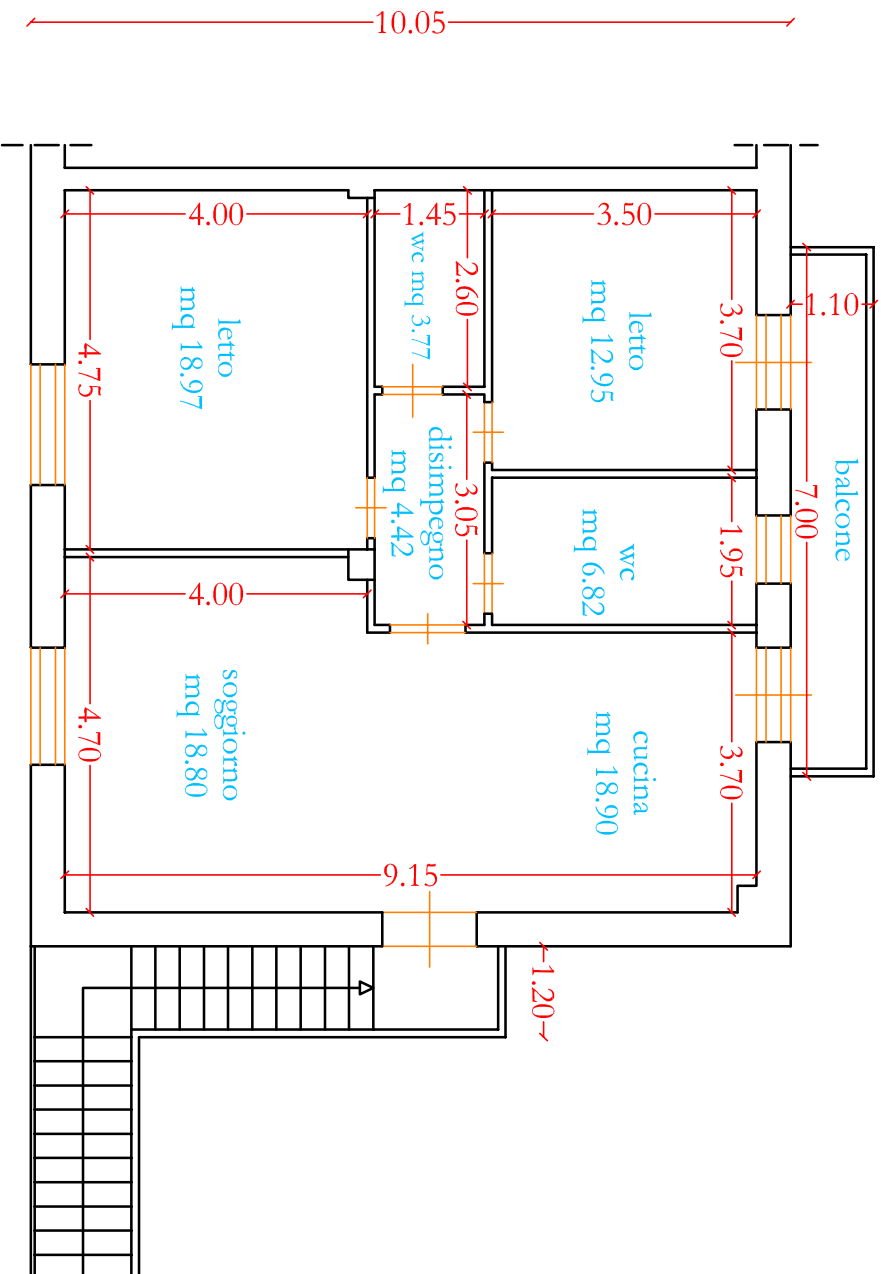 10.05
4.00
1.45
3.50
wc mq 3.77
2.60
letto
mq 12.95
3.70
1.10
letto
mq 18.97
4.75
disimpegno
mq 4.42
3.05
balcone
7.00
wc
mq 6.82
1.95
4.00
soggiorno
mq 18.80
4.70
cucina
mq 18.90
3.70
9.15
1.20